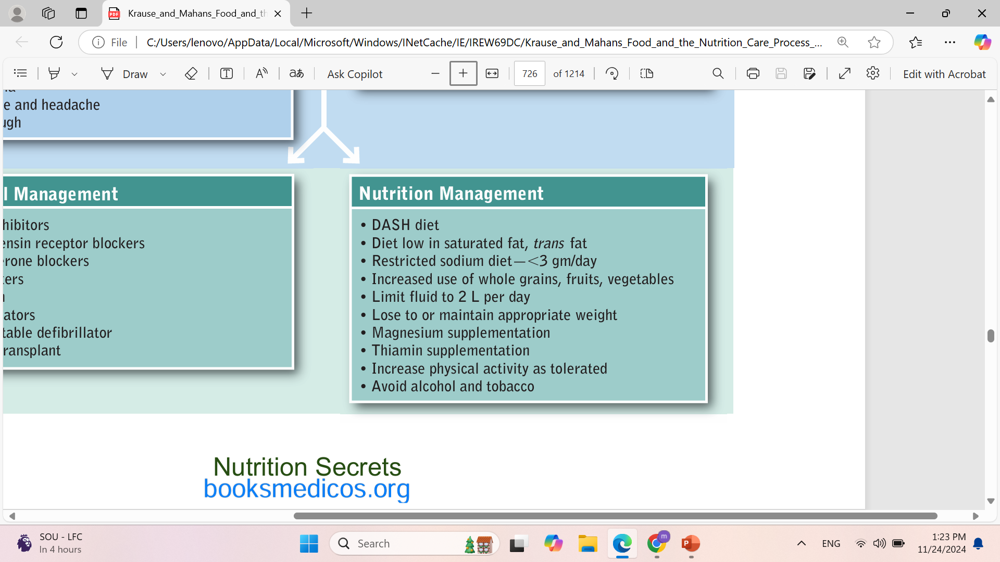 Krause_and_Mahans_Food_and_th
File
C:/Users/lenovo/AppData/Local/Microsoft/Windows/INetCache/IE/IREW69DC/Krause_and_Mahans_Food_and_the_Nutrition_Care_Process_...
Draw
aあ
Ask Copilot
726
of 1214
Edit with Acrobat
e and headache
ugh
l Management
hibitors
ensin receptor blockers
rone blockers
kers
ators
table defibrillator
ransplant
Nutrition Management
• DASH diet
• Diet low in saturated fat, trans fat
• Restricted sodium diet—<3 gm/day
• Increased use of whole grains, fruits, vegetables
• Limit fluid to 2 L per day
• Lose to or maintain appropriate weight
• Magnesium supplementation
• Thiamin supplementation
• Increase physical activity as tolerated
• Avoid alcohol and tobacco
Nutrition Secrets
booksmedicos.org
SOU - LFC
In 4 hours
Search
ENG
1:23 PM
11/24/2024